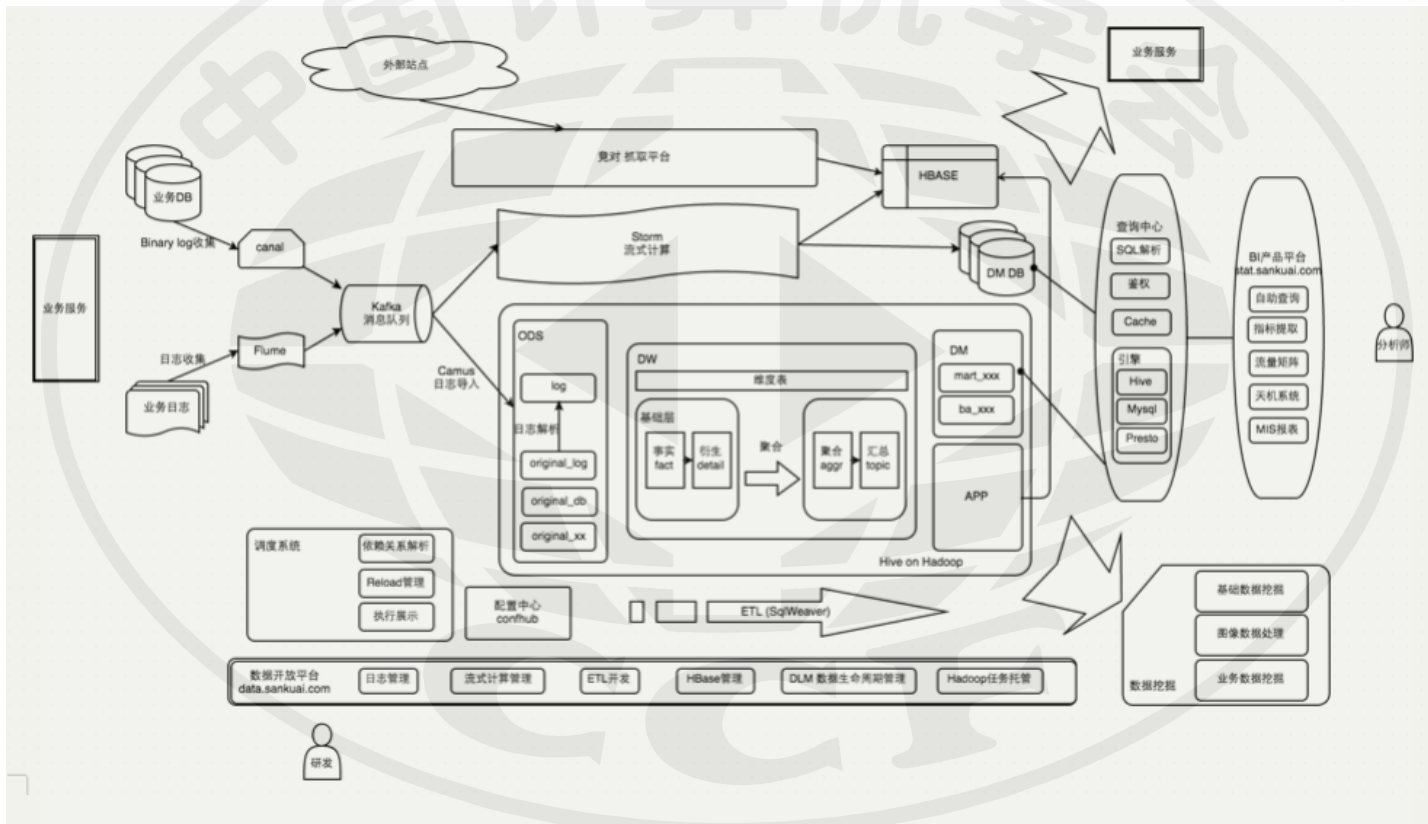 中国计算机学会
CCF
外部站点
业务服务
竟对 抓取平台
HBASE
业务DB
Binary log收集
canal
Storm
流式计算
DM DB
业务服务
Kafka
消息队列
日志收集
Flume
业务日志
Camus
日志导入
ODS
log
日志解析
original_log
original_db
original_xx
DW
维度表
基础层
事实
fact
衍生
detail
聚合
聚合
aggr
汇总
topic
DM
mart_xxx
ba_xxx
APP
Hive on Hadoop
查询中心
SQL解析
鉴权
Cache
引擎
Hive
Mysql
Presto
BI产品平台
stat.sankuai.com
自助查询
指标提取
流量矩阵
天机系统
MIS报表
分析师
调度系统
依赖关系解析
Reload管理
执行展示
配置中心
confhub
ETL (SqlWeaver)
基础数据挖掘
图像数据处理
数据挖掘
业务数据挖掘
数据开放平台
data.sankuai.com
日志管理
流式计算管理
ETL开发
HBase管理
DLM 数据生命周期管理
Hadoop任务托管
研发